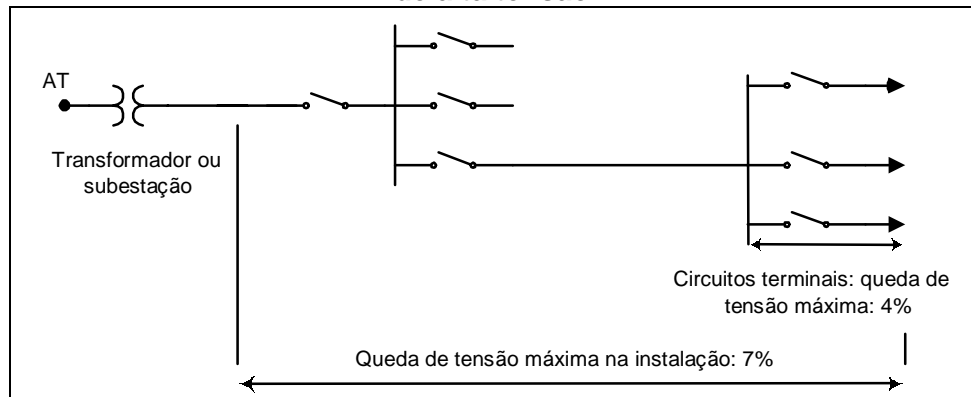 AT
Transformador ou
subestação
Circuitos terminais: queda de
tensão máxima: 4%
Queda de tensão máxima na instalação: 7%